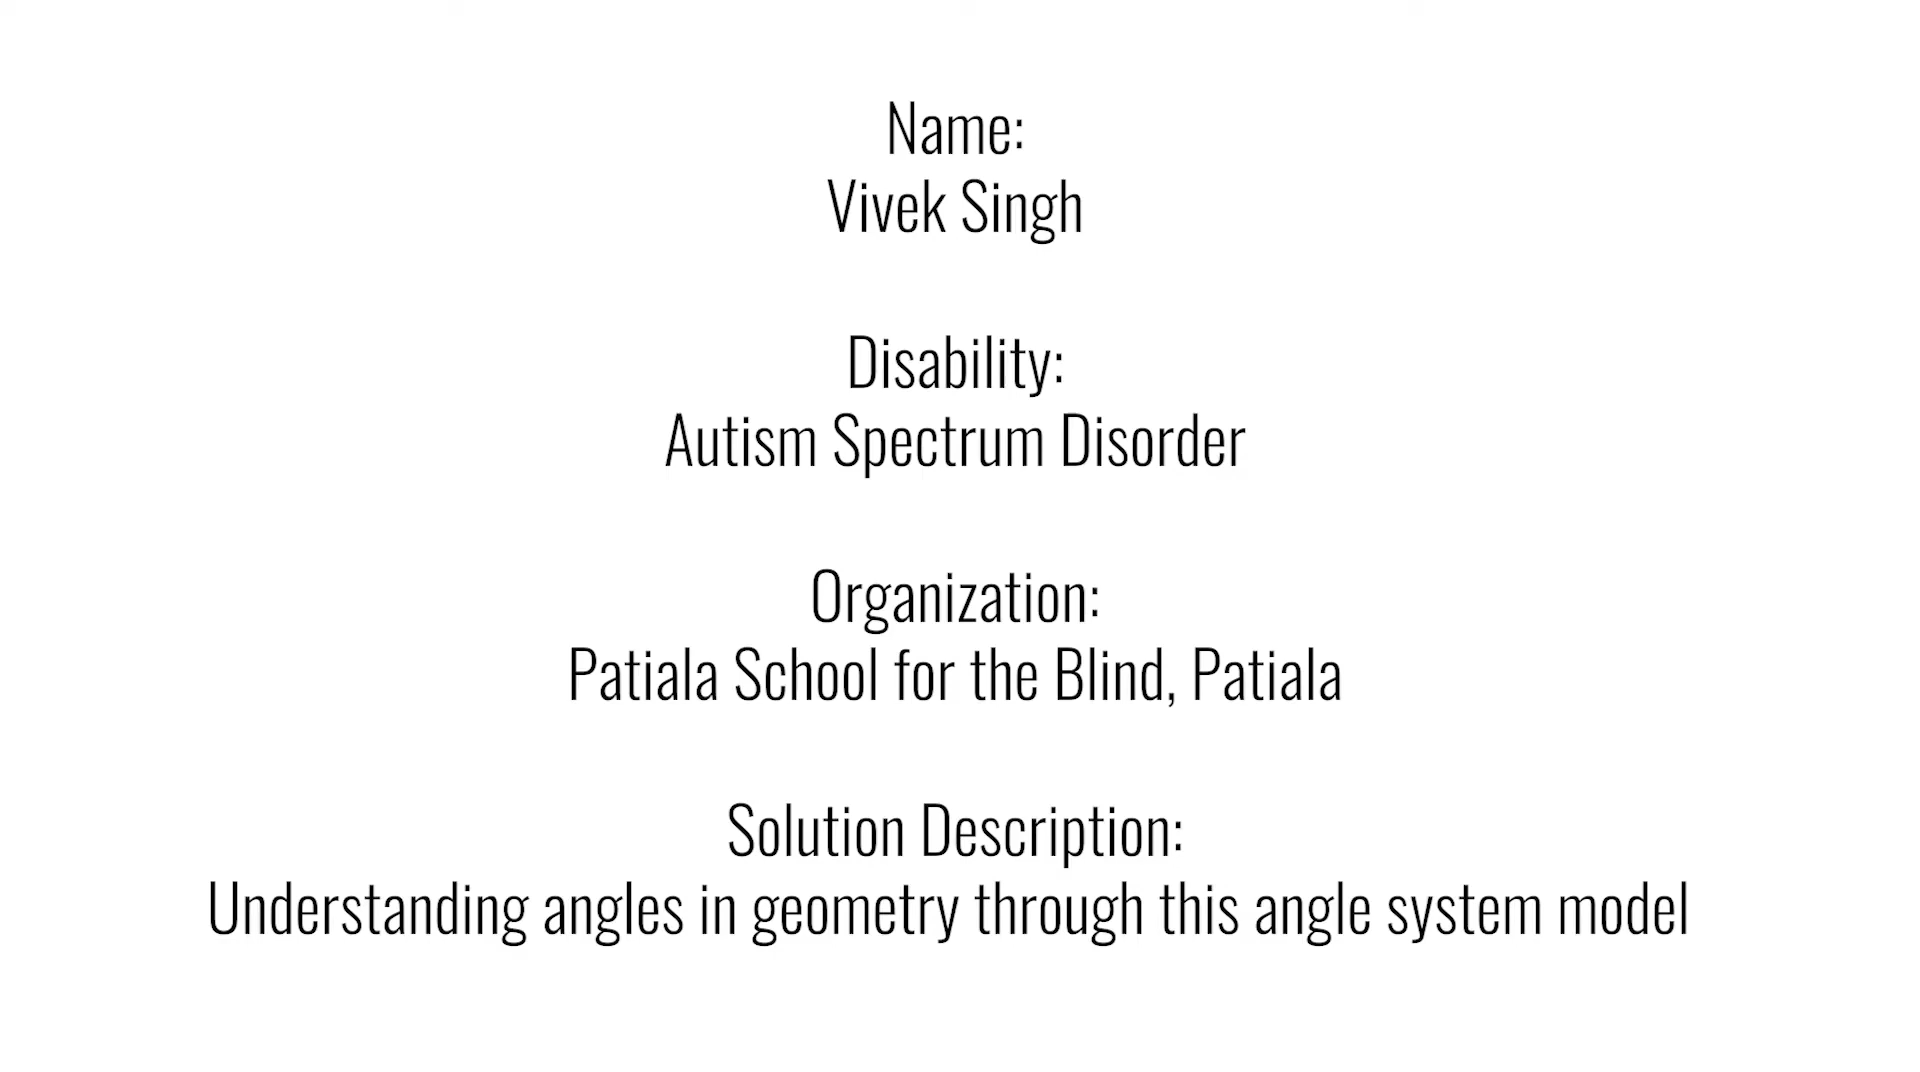 Name:
Vivek Singh
Disability:
Autism Spectrum Disorder
Organization:
Patiala School for the Blind, Patiala
Solution Description:
Understanding angles in geometry through this angle system model